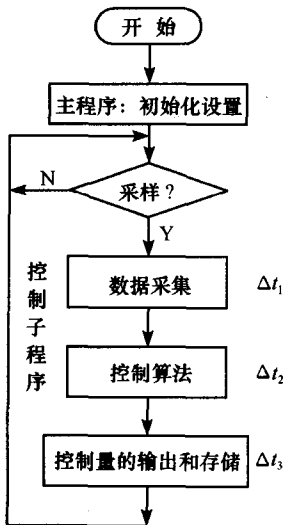 开 始
主程序：初始化设置
N
采样？
Y
控制子程序
数据采集
Δt₁
控制算法
Δt₂
控制量的输出和存储
Δt₃